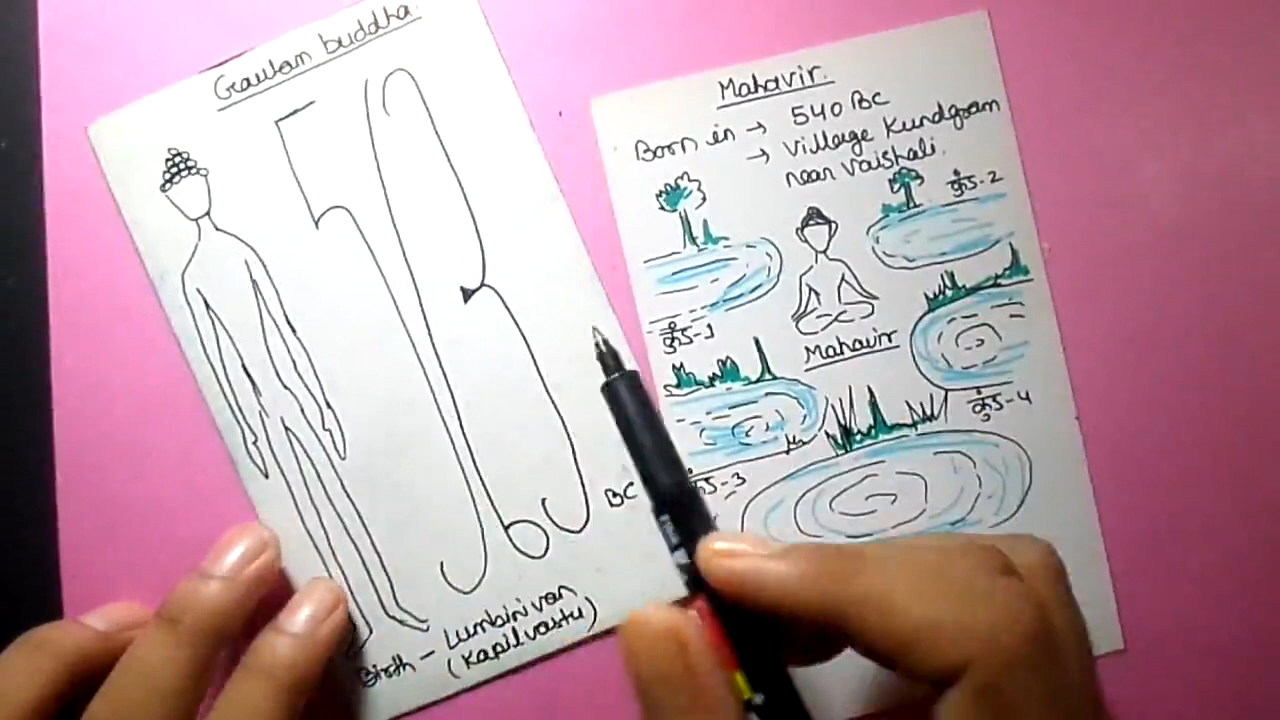 Gautam buddha.
563 BC
Birth - Lumbini van
(Kapilvastu)
Mahavir.
Born in → 540 BC
→ village Kundgram
near Vaishali.
कुंड-2
कुंड-1
Mahavir
कुंड-4
कुंड-3